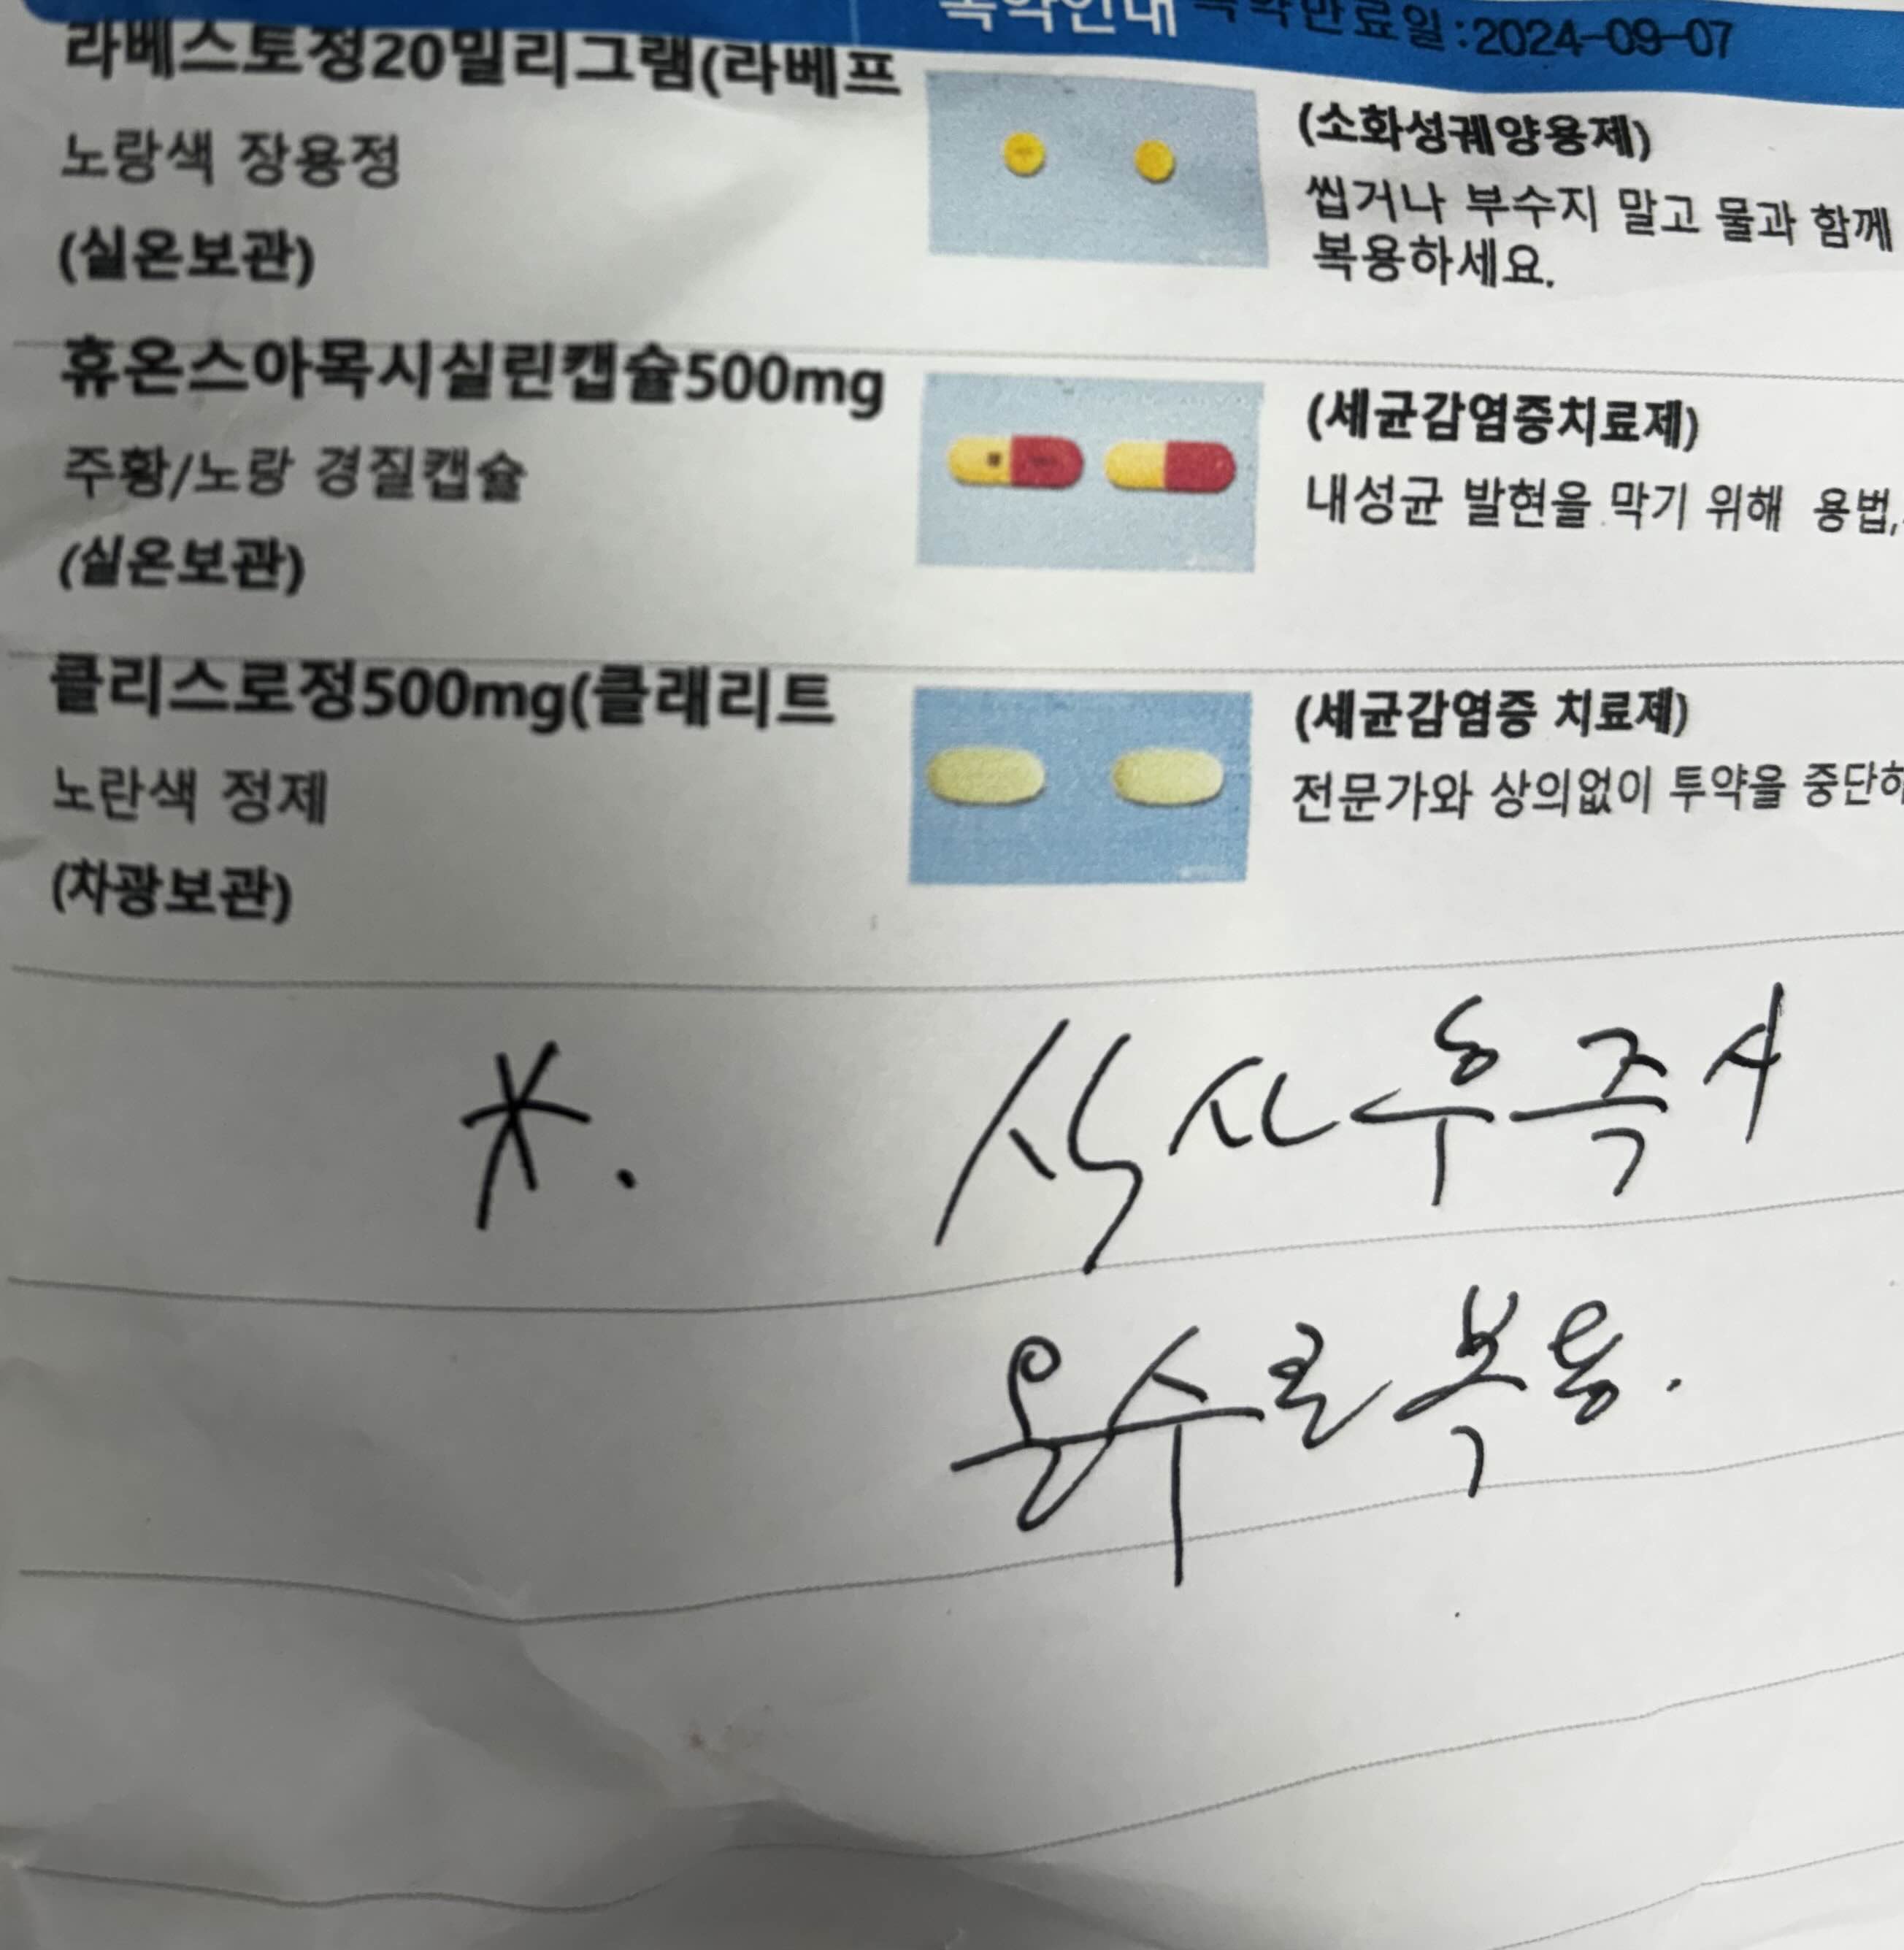 복약안내 복약만료일:2024-09-07
라베스토정20밀리그램(라베프
노랑색 장용정
(실온보관)
(소화성궤양용제)
씹거나 부수지 말고 물과 함께
복용하세요.
휴온스아목시실린캡슐500mg
주황/노랑 경질캡슐
(실온보관)
(세균감염증치료제)
내성균 발현을 막기 위해 용법,
클리스로정500mg(클래리트
노란색 정제
(차광보관)
(세균감염증 치료제)
전문가와 상의없이 투약을 중단하
*. 식사후 즉시
온수로 복용.